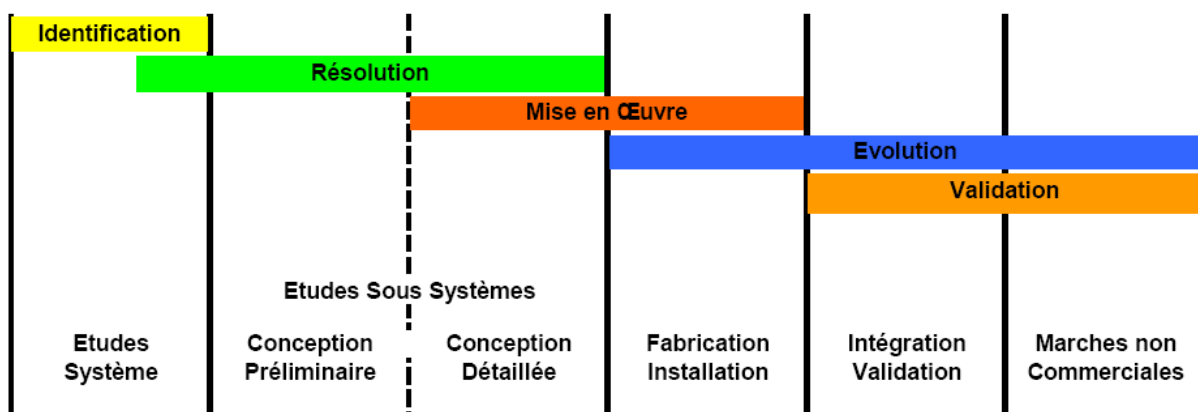 Identification
Résolution
Mise en Œuvre
Evolution
Validation
Etudes Sous Systèmes
Etudes
Système
Conception
Préliminaire
Conception
Détaillée
Fabrication
Installation
Intégration
Validation
Marches non
Commerciales